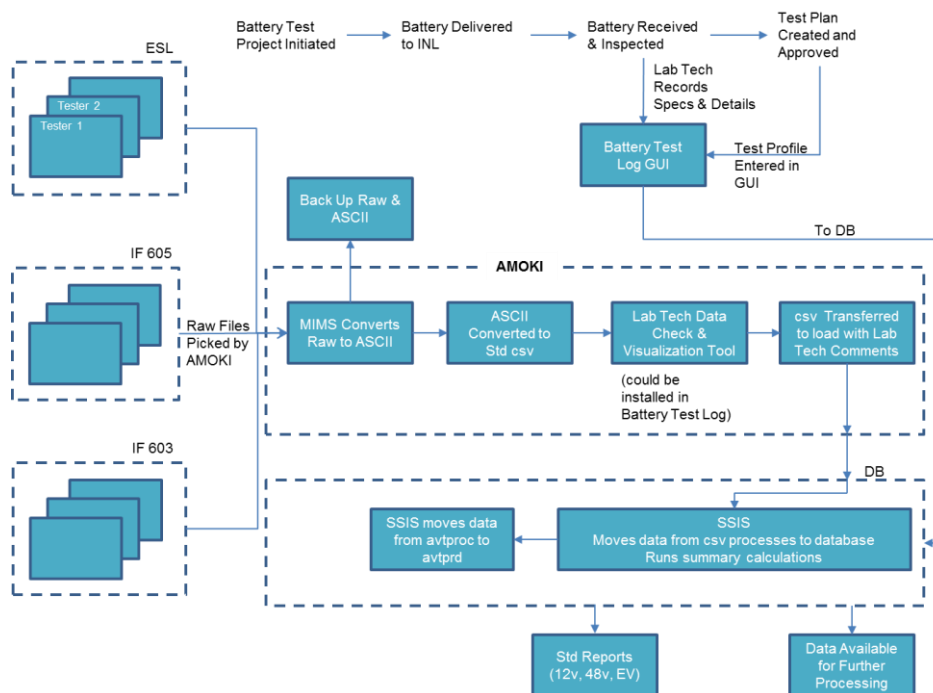 Battery Test
Project Initiated
Battery Delivered
to INL
Battery Received
& Inspected
Test Plan
Created and
Approved
ESL
Tester 2
Tester 1
Lab Tech
Records
Specs & Details
Battery Test
Log GUI
Test Profile
Entered in
GUI
Back Up Raw &
ASCII
To DB
IF 605
AMOKI
Raw Files
Picked by
AMOKI
MIMS Converts
Raw to ASCII
ASCII
Converted to
Std csv
Lab Tech Data
Check &
Visualization Tool
csv Transferred
to load with Lab
Tech Comments
(could be
installed in
Battery Test Log)
IF 603
DB
SSIS moves data
from avtproc to
avtprd
SSIS
Moves data from csv processes to database
Runs summary calculations
Std Reports
(12v, 48v, EV)
Data Available
for Further
Processing